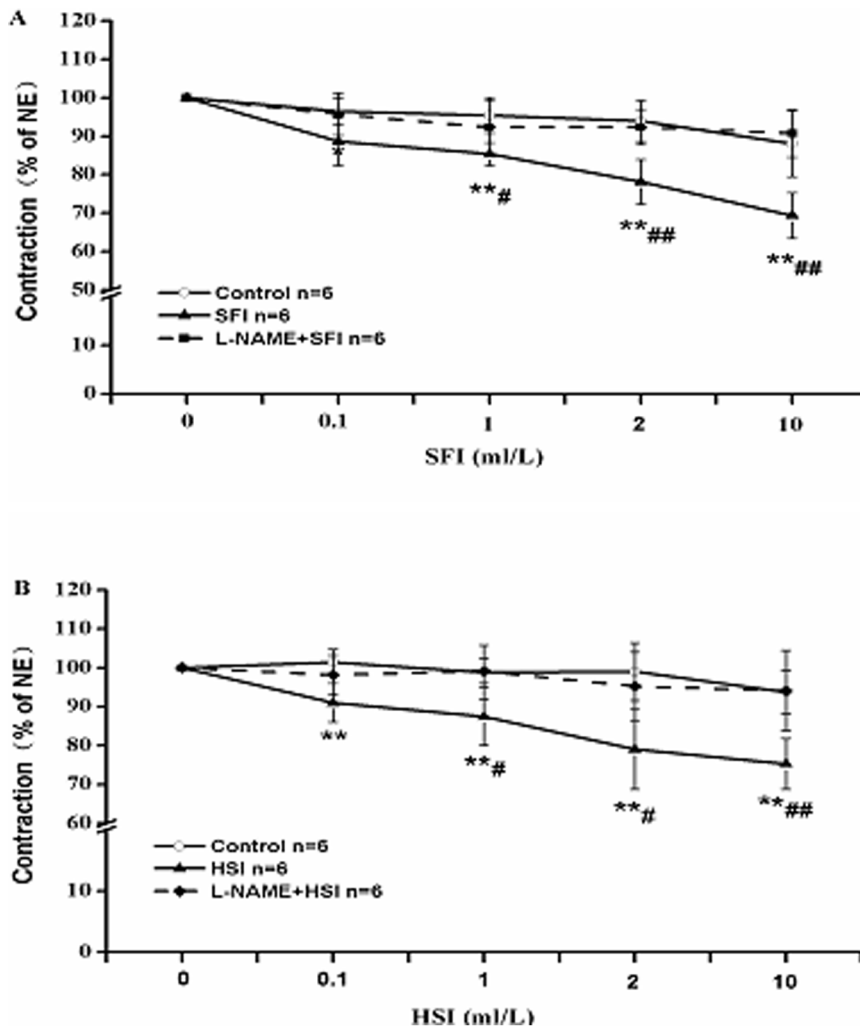 A
Contraction (% of NE)
120
110
100
90
80
70
60
50
10
0
*
**#
**##
**##
Control n=6
SFI n=6
L-NAME+SFI n=6
0 0.1 1 2 10
SFI (ml/L)
B
Contraction (% of NE)
120
110
100
90
80
70
60
10
0
**
**#
**#
**##
Control n=6
HSI n=6
L-NAME+HSI n=6
0 0.1 1 2 10
HSI (ml/L)